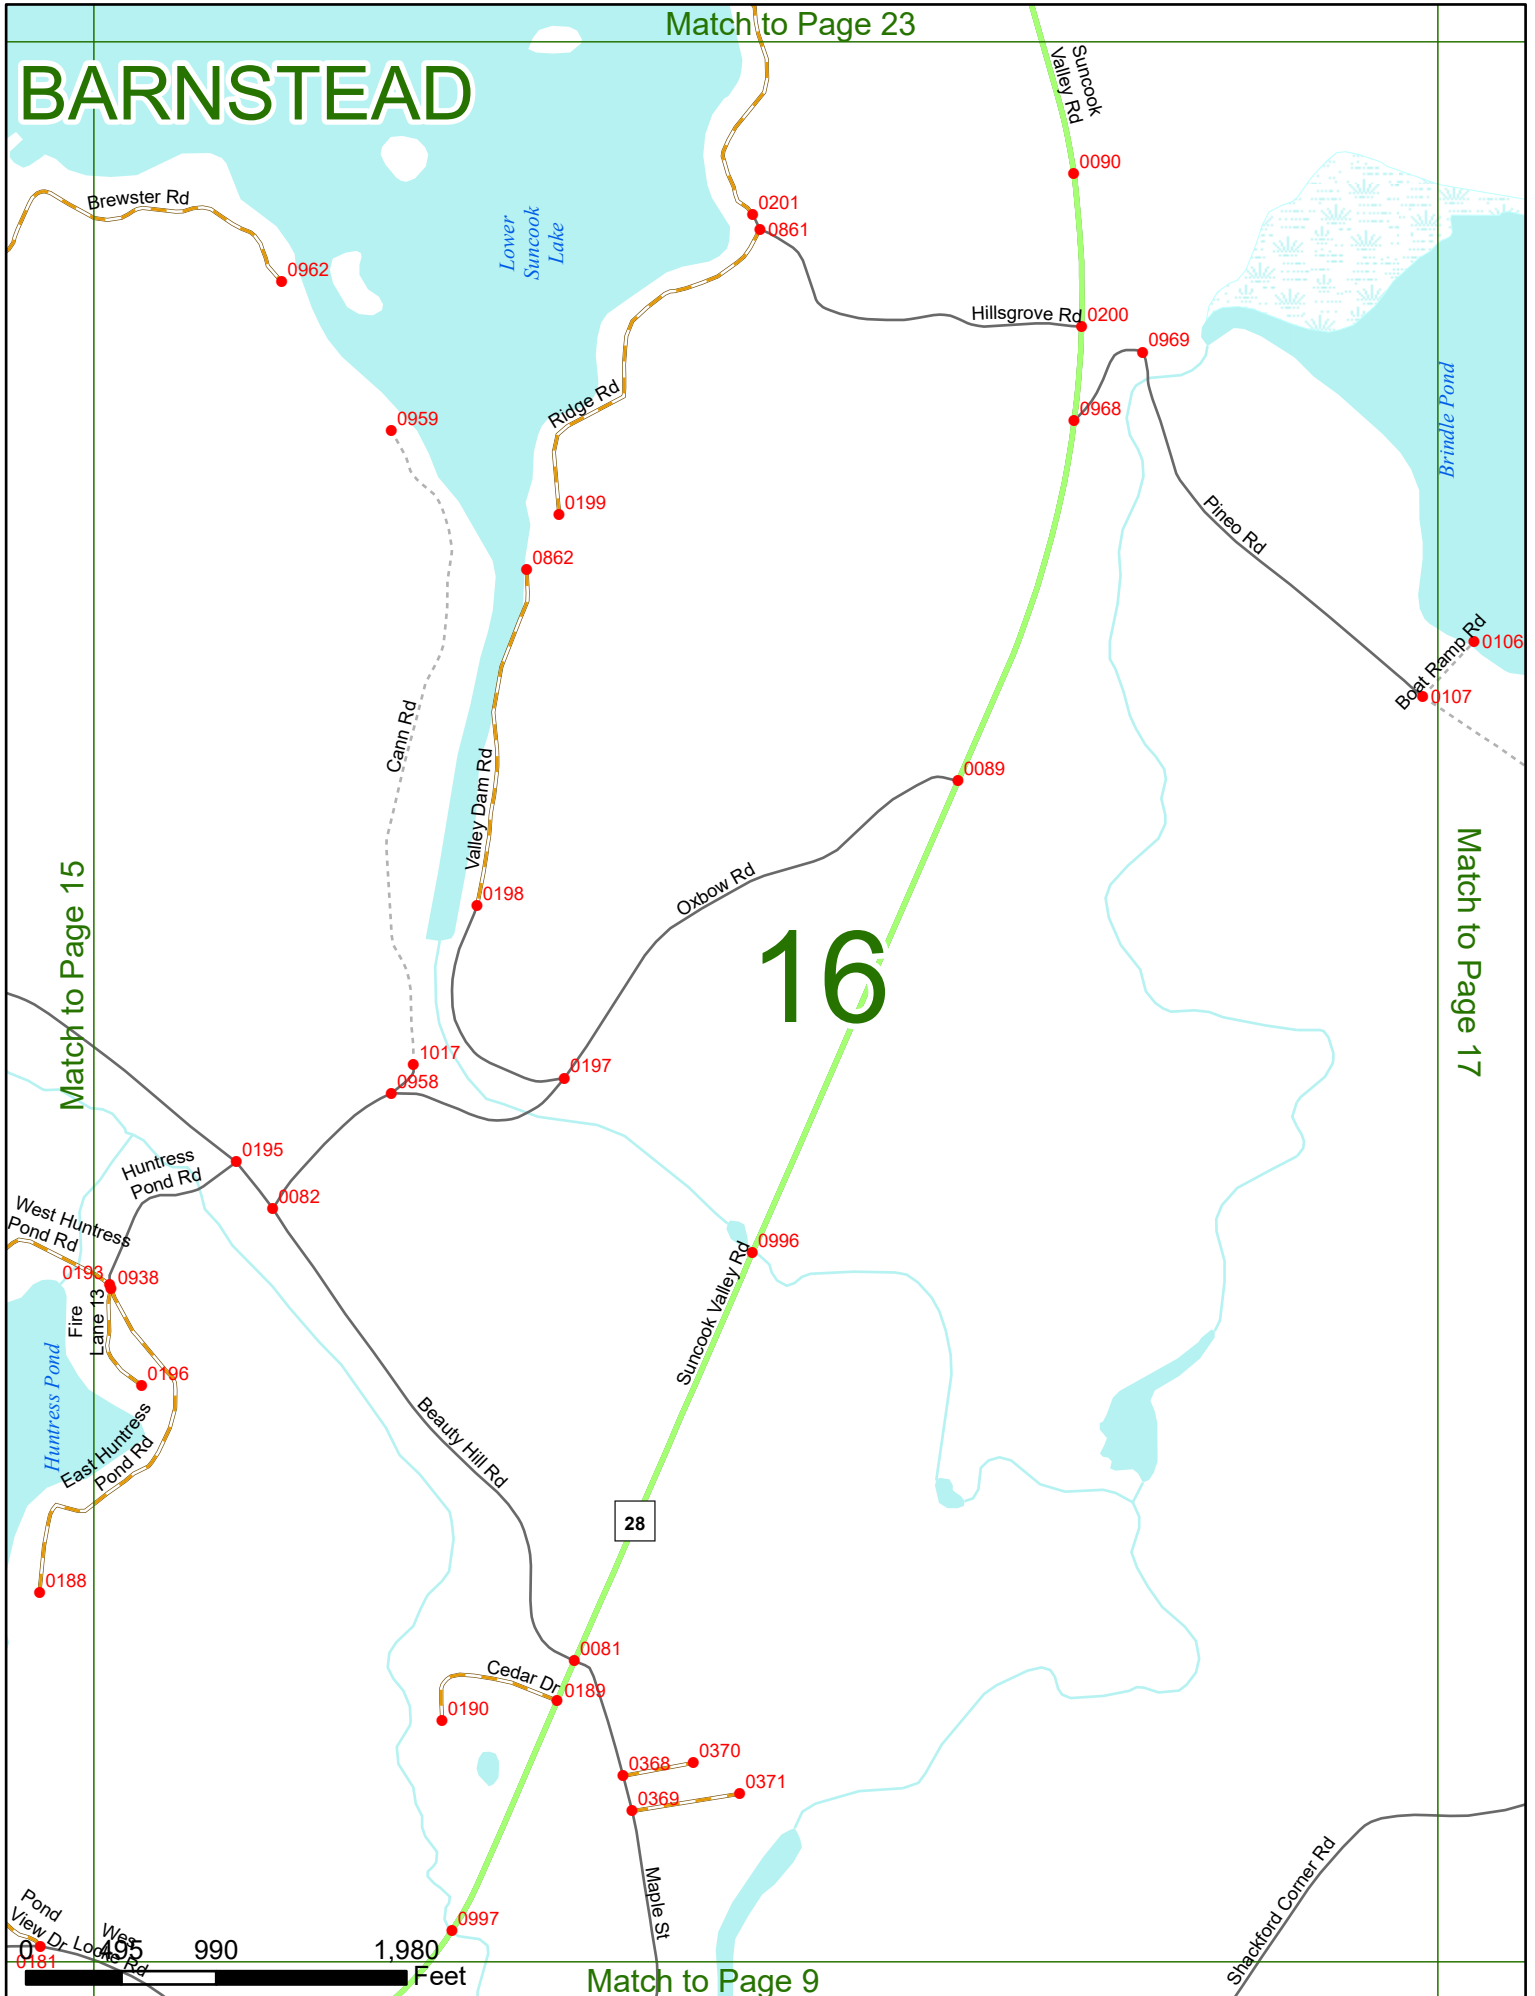 Match to Page 23
BARNSTEAD
Suncook
Valley Rd
0090
Brewster Rd
0201
0861
Lower
Suncook
Lake
0962
Hillsgrove Rd
0200
0969
Brindle Pond
Ridge Rd
0959
0968
0199
Pineo Rd
0862
Boat Ramp Rd
0106
0107
Cann Rd
Valley Dam Rd
0089
Match to Page 15
Oxbow Rd
Match to Page 17
0198
16
1017
0958
0197
0195
Huntress
Pond Rd
0082
West Huntress
Pond Rd
0996
0193
0938
Fire
Lane 13
Suncook Valley Rd
Huntress Pond
0196
East Huntress
Pond Rd
Beauty Hill Rd
28
0188
0081
Cedar Dr
0189
0190
0368
0370
0369
0371
Maple St
Shackford Corner Rd
Pond
View Dr
0997
Wes
Locke Rd
0181
0 495 990 1,980
Feet
Match to Page 9